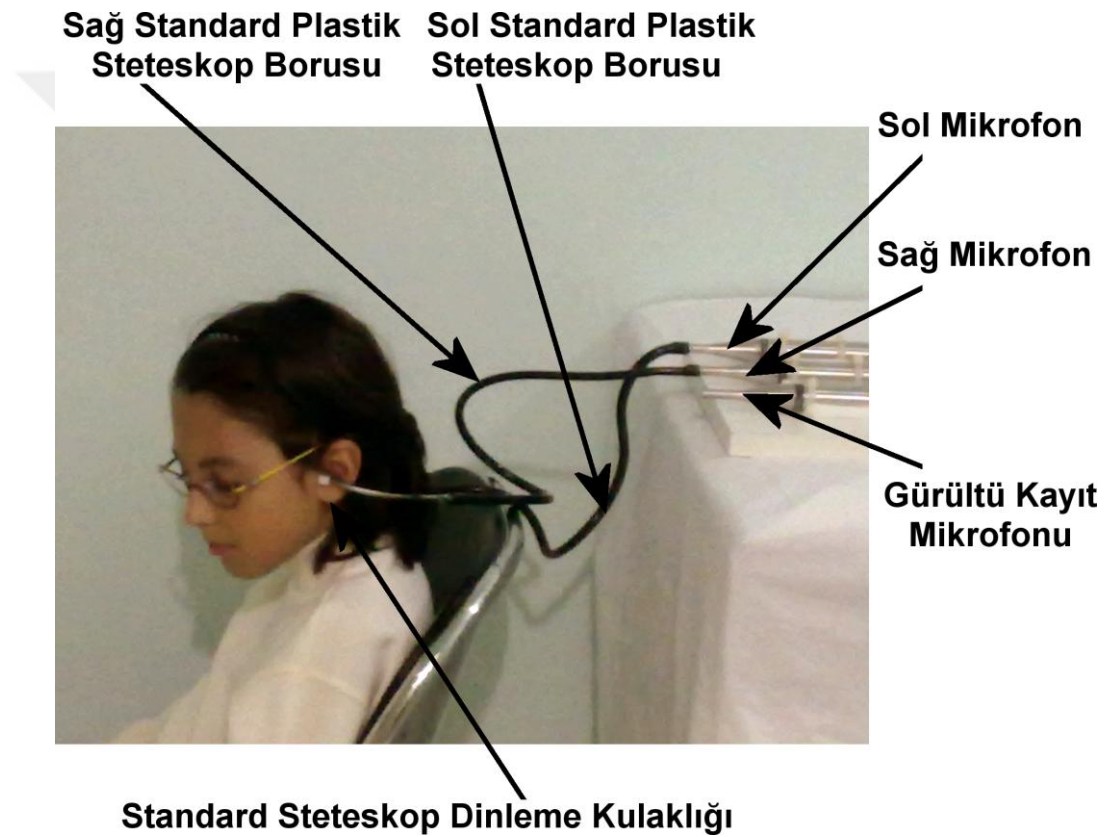 Sağ Standard Plastik
Steteskop Borusu
Sol Standard Plastik
Steteskop Borusu
Sol Mikrofon
Sağ Mikrofon
Gürültü Kayıt
Mikrofonu
Standard Steteskop Dinleme Kulaklığı